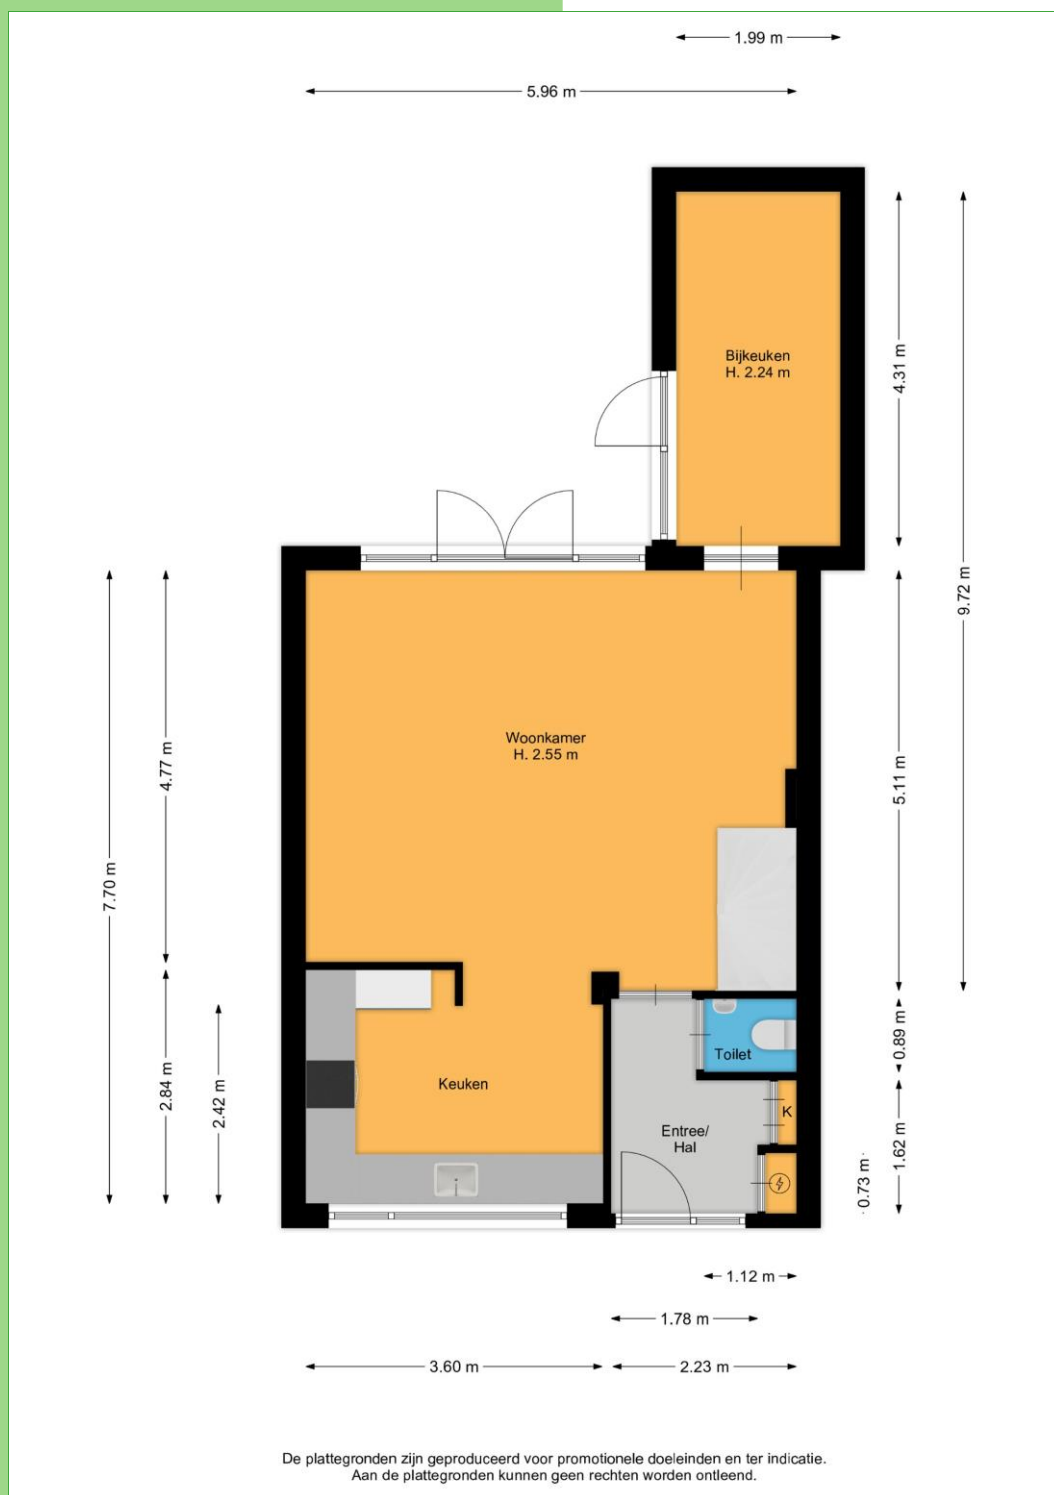 1.99 m
5.96 m
Bijkeuken
H. 2.24 m
4.31 m
9.72 m
Woonkamer
H. 2.55 m
4.77 m
5.11 m
7.70 m
Toilet
0.89 m
Keuken
2.84 m
2.42 m
K
Entree/
Hal
1.62 m
0.73 m
1.12 m
1.78 m
3.60 m
2.23 m
De plattegronden zijn geproduceerd voor promotionele doeleinden en ter indicatie.
Aan de plattegronden kunnen geen rechten worden ontleend.